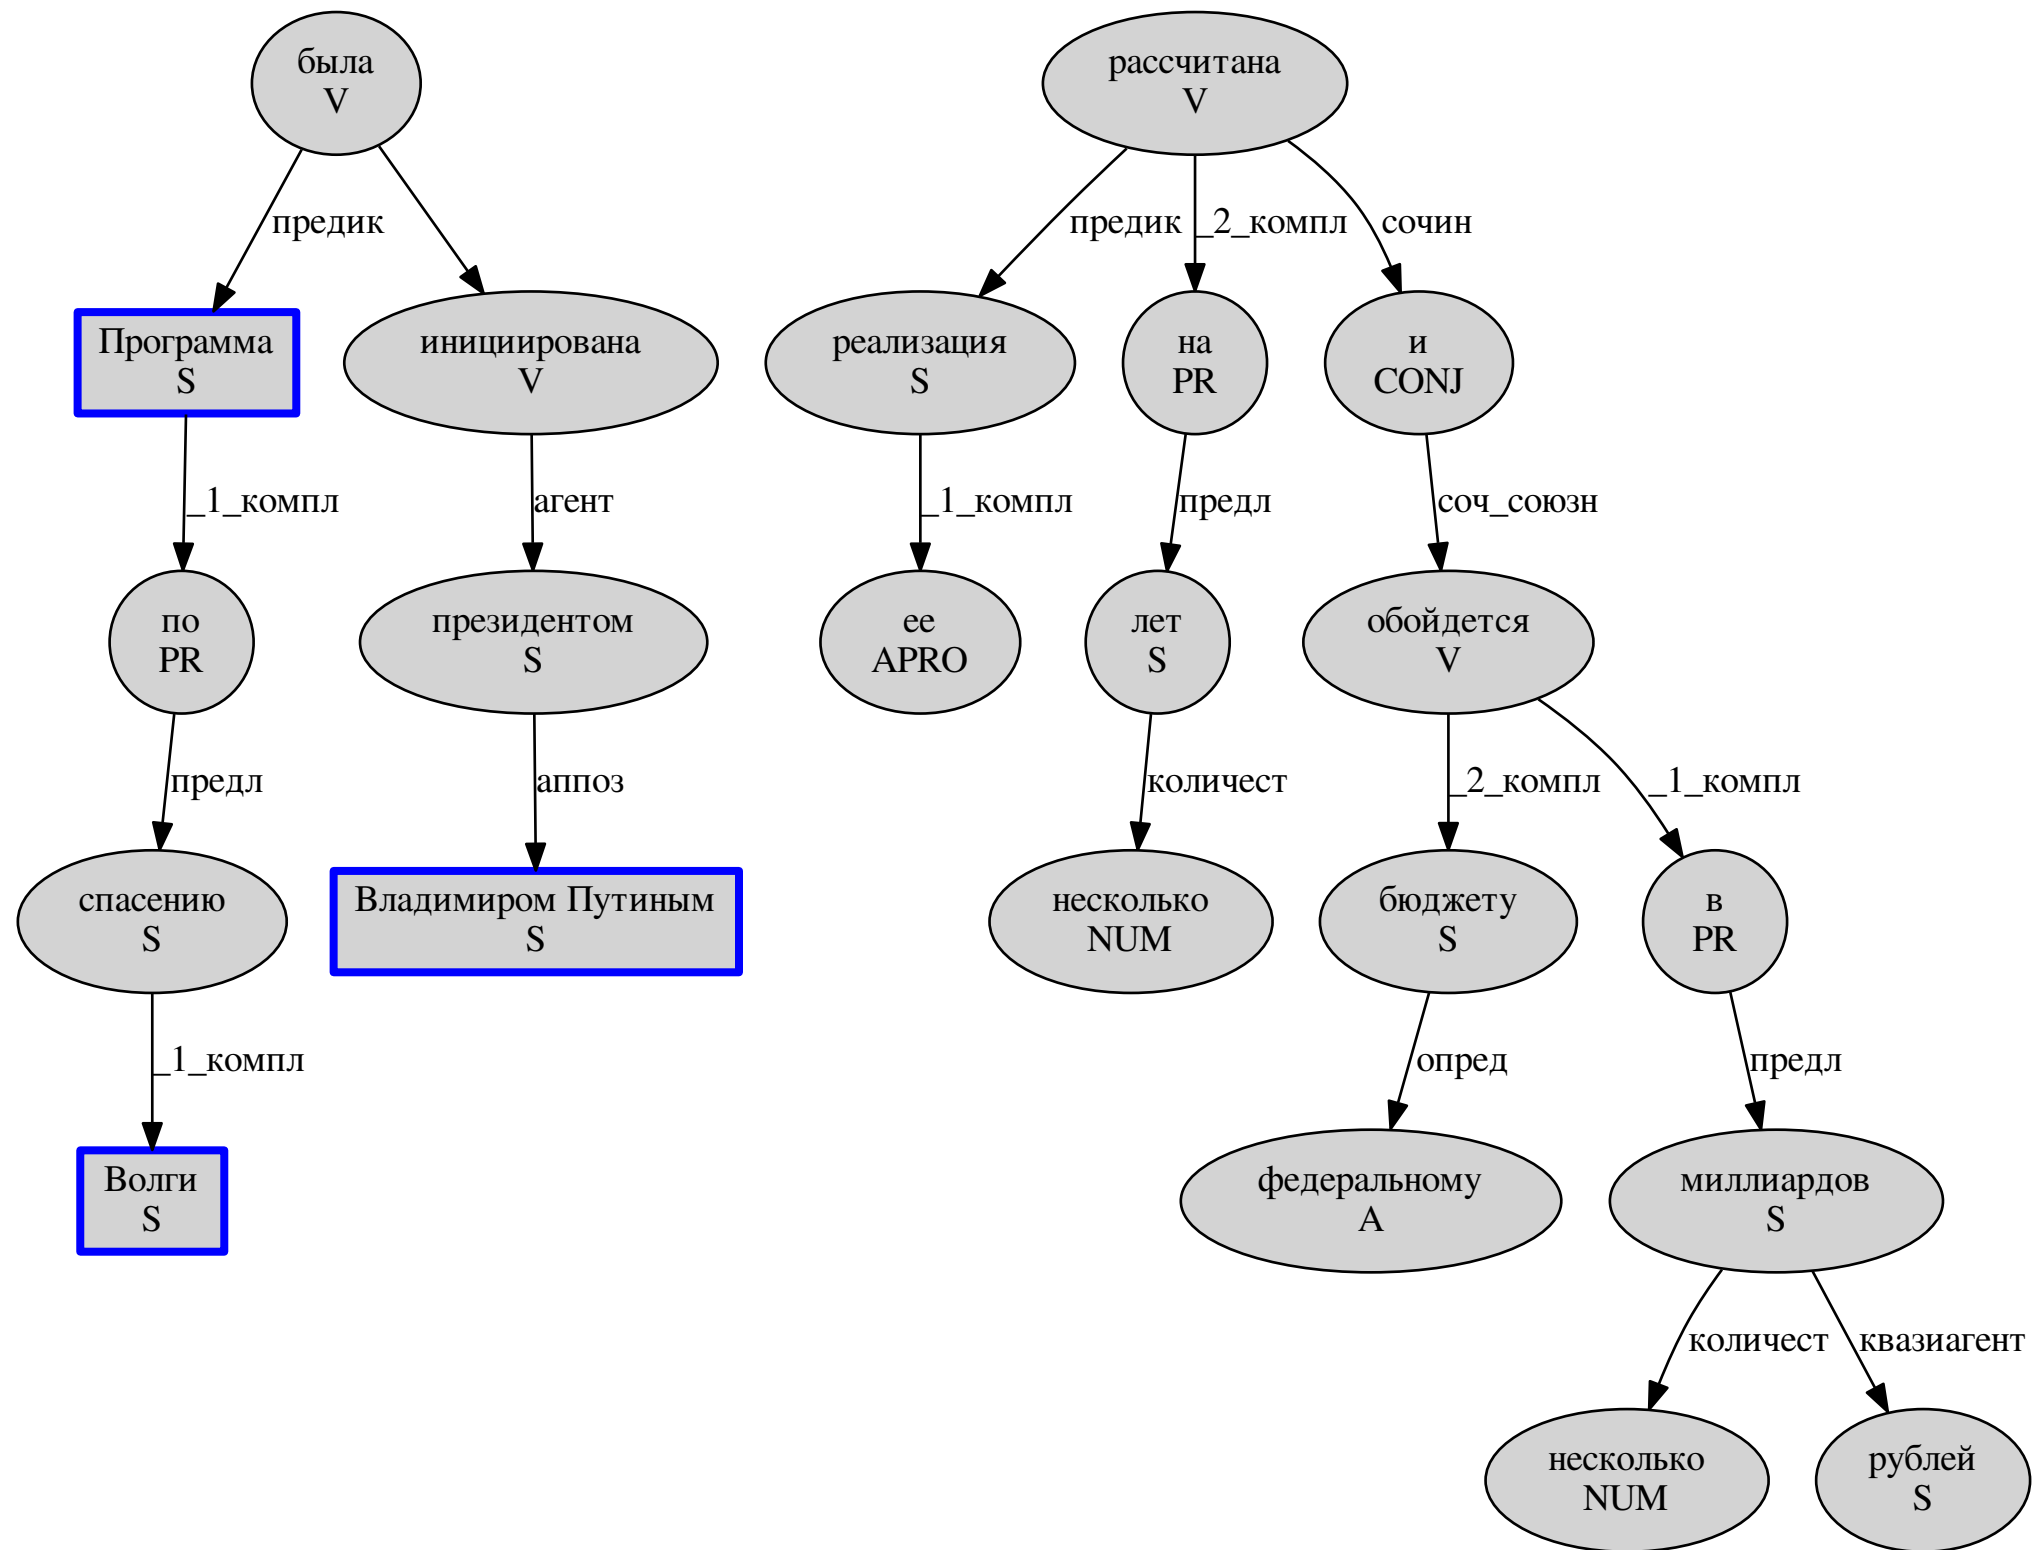 была
V
рассчитана
V
предик
предик
_2_компл
сочин
Программа
S
инициирована
V
реализация
S
на
PR
и
CONJ
_1_компл
агент
_1_компл
предл
соч_союзн
по
PR
президентом
S
ее
APRO
лет
S
обойдется
V
предл
аппоз
количест
_2_компл
_1_компл
спасению
S
Владимиром Путиным
S
несколько
NUM
бюджету
S
в
PR
_1_компл
опред
предл
Волги
S
федеральному
A
миллиардов
S
количест
квазиагент
несколько
NUM
рублей
S